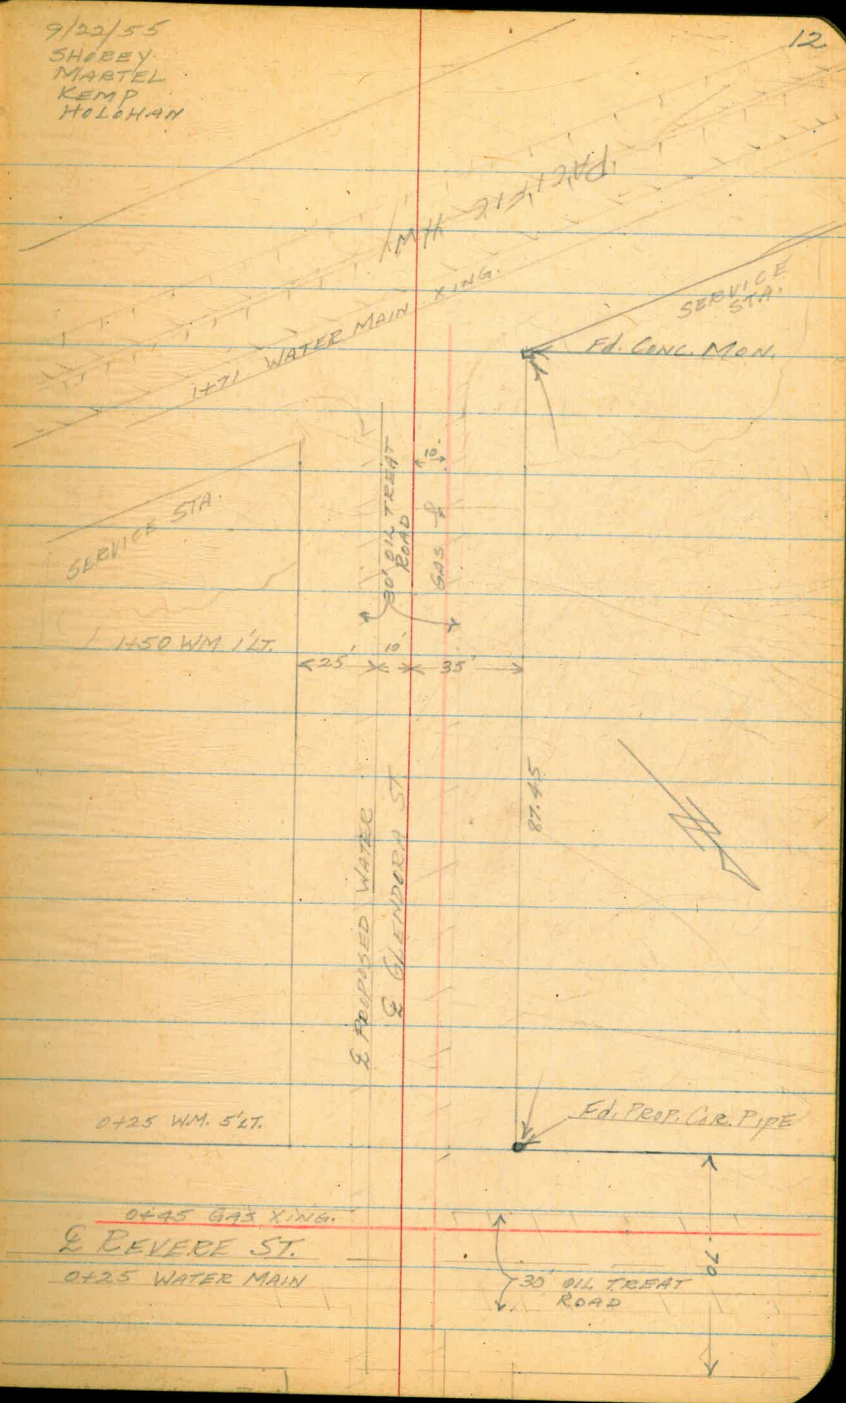 12
9/22/55
SHOREY
MARTEL
KEMP
HOLOHAN
PACIFIC HWY
1+71 WATER MAIN XING.
SERVICE
STA.
Fd. CONC. MON.
SERVICE STA.
30' OIL TREAT
ROAD
10'
GAS ℄
1+50 WM 1' LT.
25'
10'
35'
87.45
℄ PROPOSED WATER
℄ GLENDORA ST
0+25 W.M. 5' LT.
Fd. PROP. COR. PIPE
0+45 GAS XING.
℄ REVERE ST.
0+25 WATER MAIN
30' OIL TREAT
ROAD
70